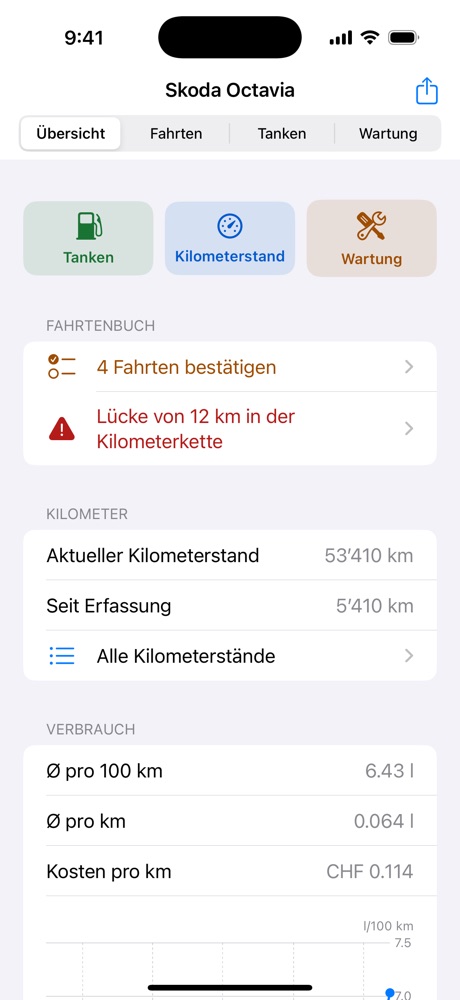 9:41
Skoda Octavia
Übersicht
Fahrten
Tanken
Wartung
Tanken
Kilometerstand
Wartung
FAHRTENBUCH
4 Fahrten bestätigen
Lücke von 12 km in der
Kilometerkette
KILOMETER
Aktueller Kilometerstand 53’410 km
Seit Erfassung 5’410 km
Alle Kilometerstände
VERBRAUCH
Ø pro 100 km 6.43 l
Ø pro km 0.064 l
Kosten pro km CHF 0.114
l/100 km
7.5
7.0